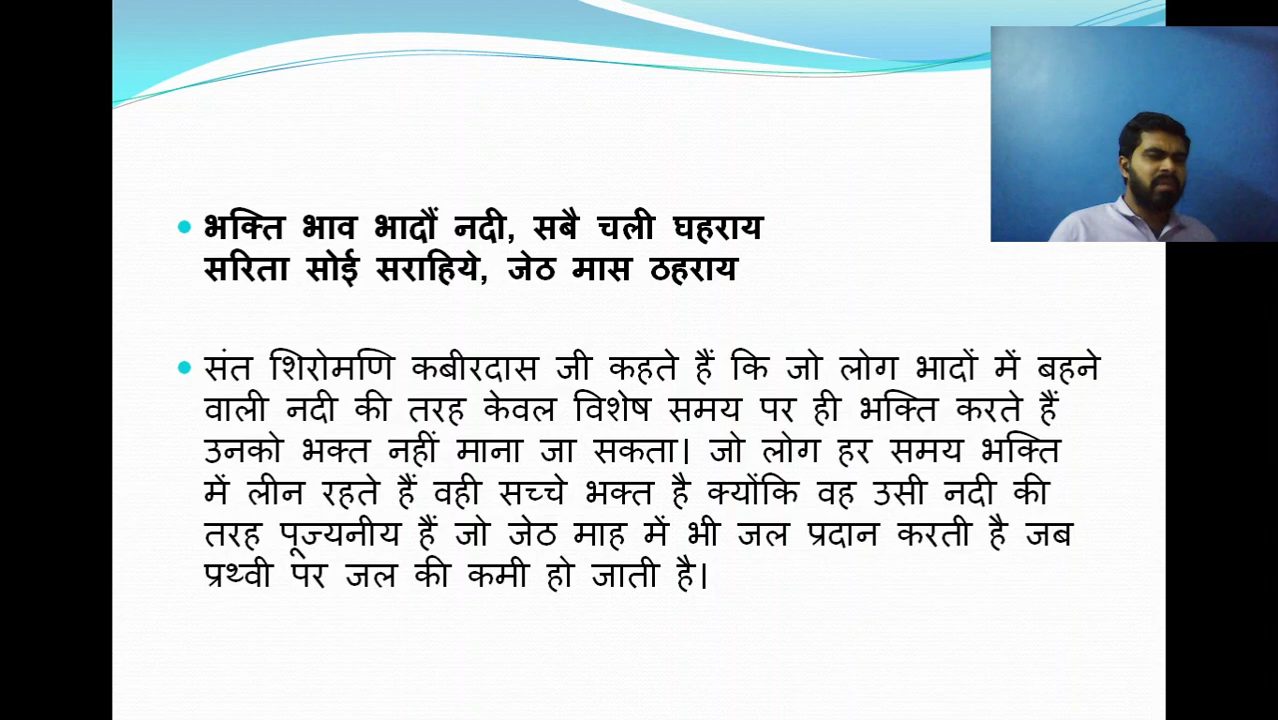 भक्ति भाव भादौं नदी, सबै चली घहराय
सरिता सोई सराहिये, जेठ मास ठहराय
संत शिरोमणि कबीरदास जी कहते हैं कि जो लोग भादों में बहने
वाली नदी की तरह केवल विशेष समय पर ही भक्ति करते हैं
उनको भक्त नहीं माना जा सकता। जो लोग हर समय भक्ति
में लीन रहते हैं वही सच्चे भक्त है क्योंकि वह उसी नदी की
तरह पूज्यनीय हैं जो जेठ माह में भी जल प्रदान करती है जब
प्रथ्वी पर जल की कमी हो जाती है।